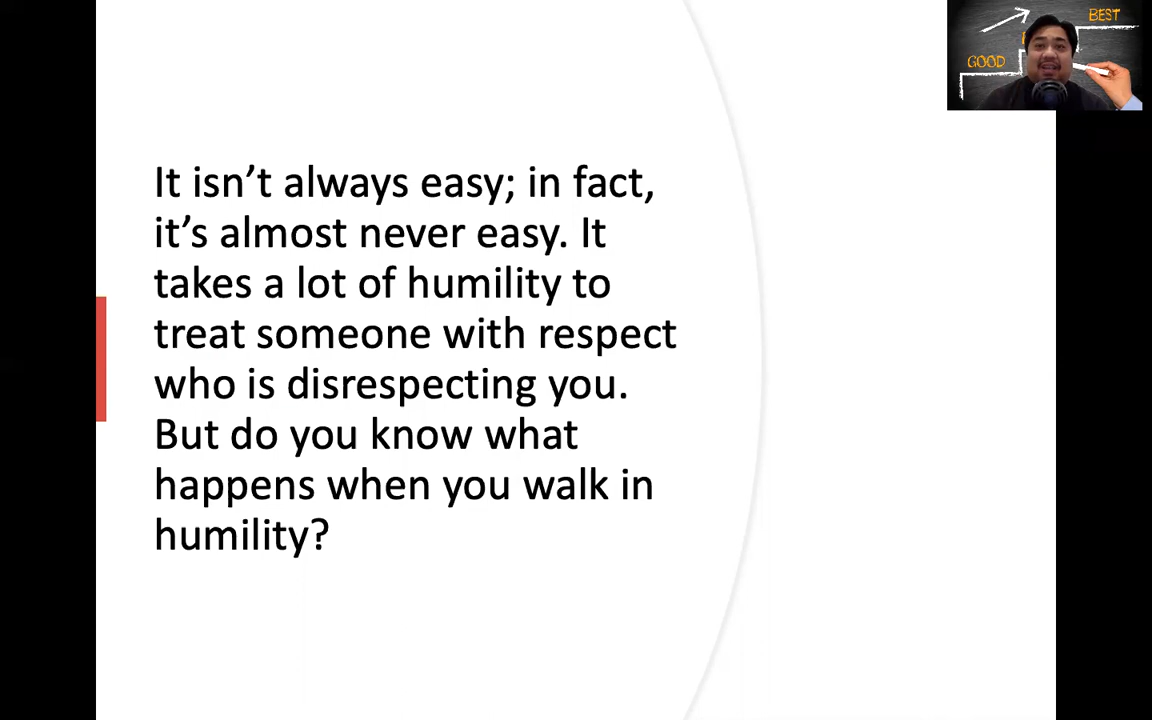 It isn’t always easy; in fact,
it’s almost never easy. It
takes a lot of humility to
treat someone with respect
who is disrespecting you.
But do you know what
happens when you walk in
humility?
GOOD
BEST